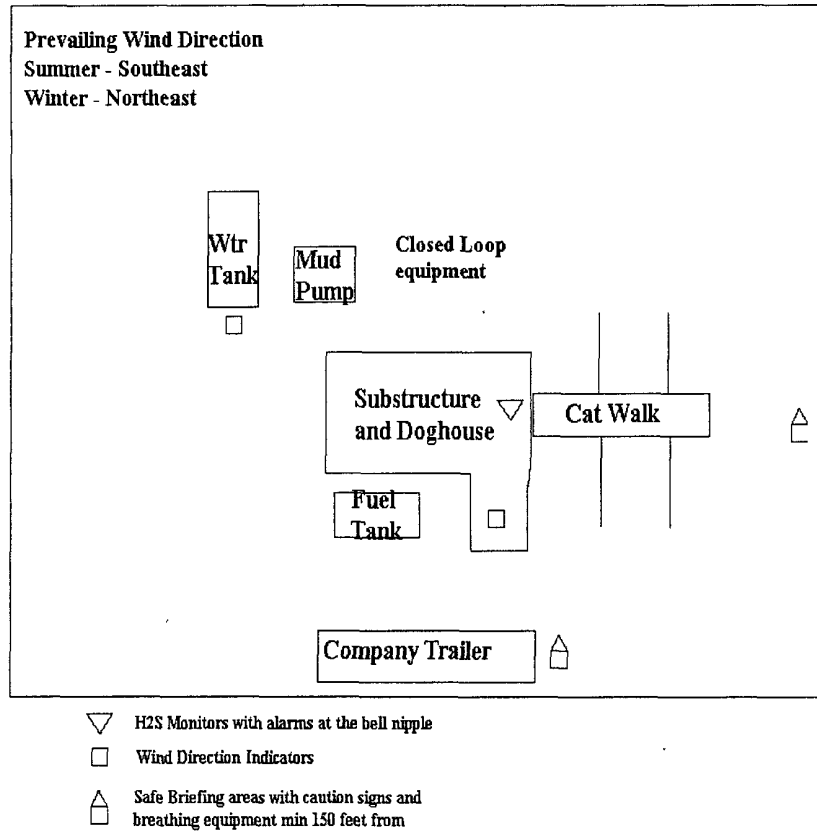 Prevailing Wind Direction
Summer - Southeast
Winter - Northeast
Wtr
Tank
Mud
Pump
Closed Loop
equipment
Substructure
and Doghouse
Cat Walk
Fuel
Tank
Company Trailer
H2S Monitors with alarms at the bell nipple
Wind Direction Indicators
Safe Briefing areas with caution signs and
breathing equipment min 150 feet from